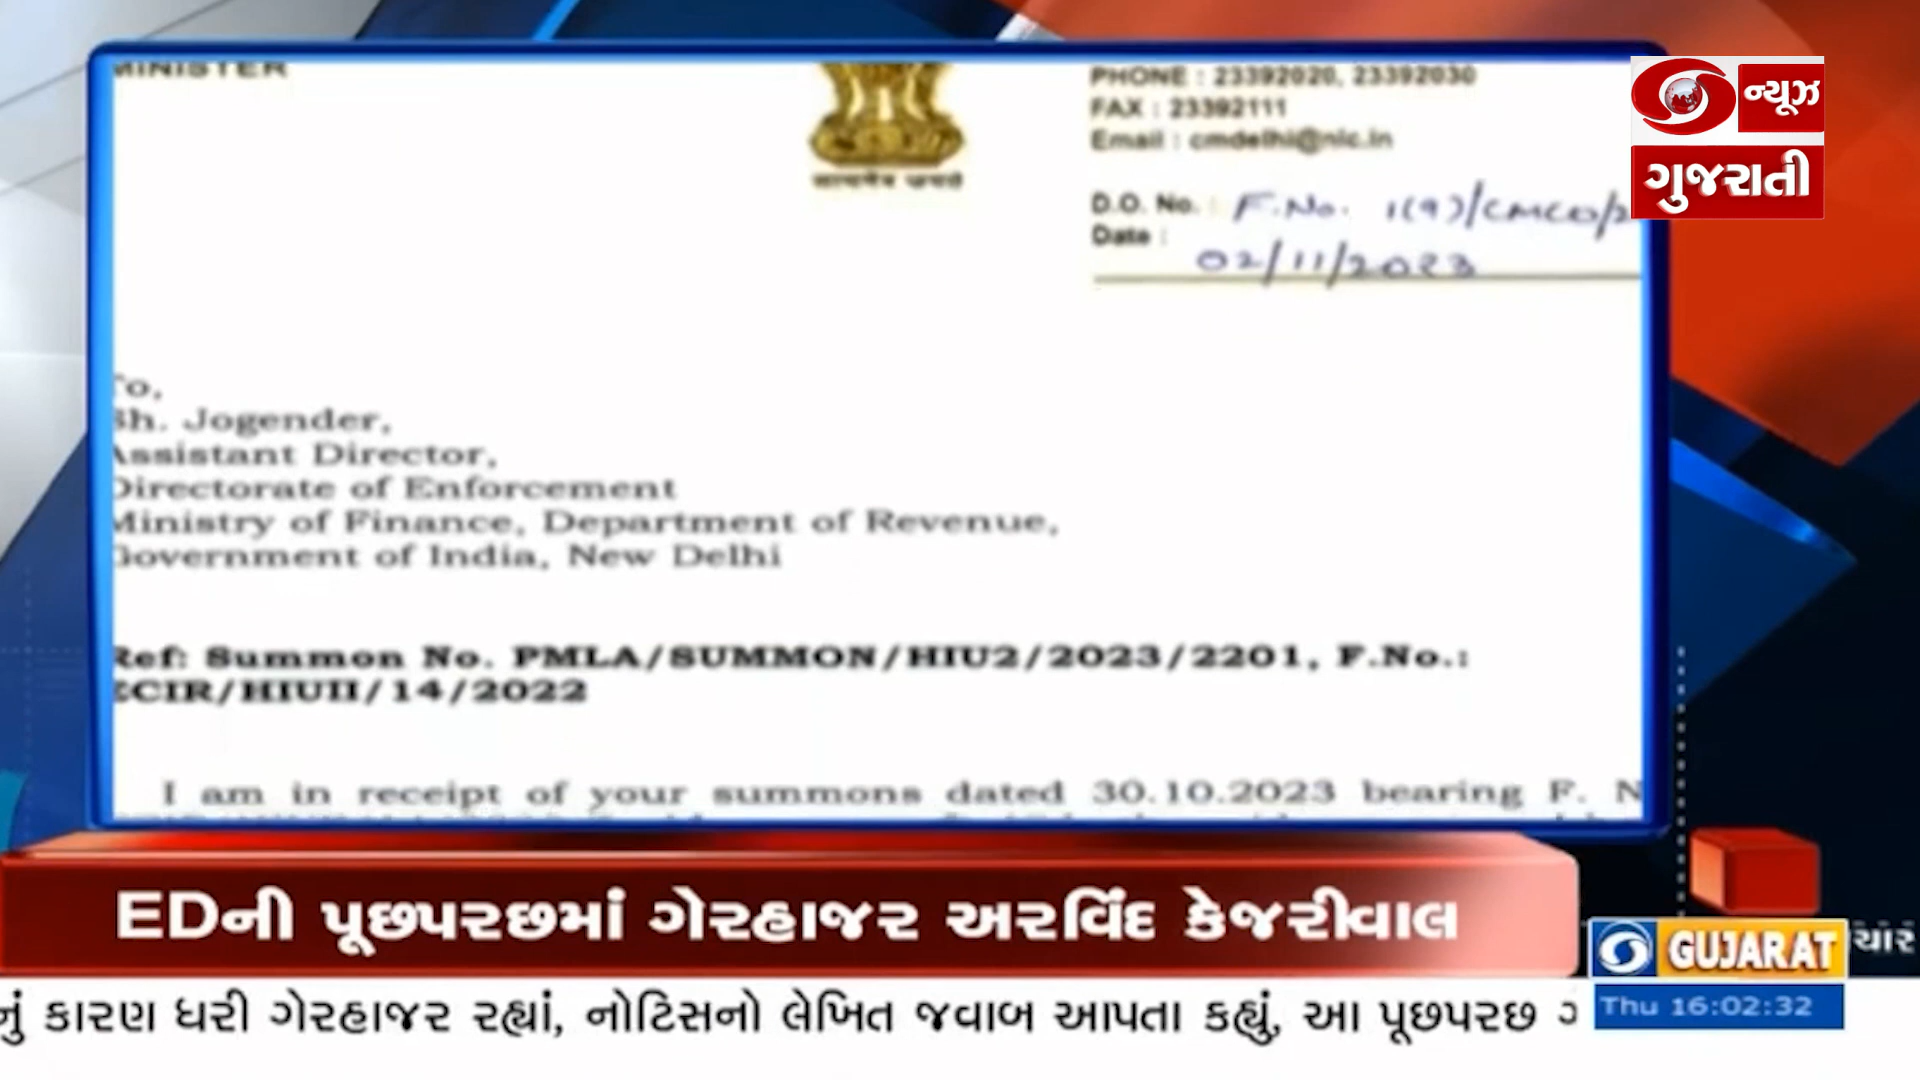 MINISTER
सत्यमेव जयते
PHONE : 23392020, 23392030
FAX : 23392111
Email : cmdelhi@nic.in
D.O. No. : F.No. 1(9)/CMCO/2
Date :
02/11/2023
To,
Sh. Jogender,
Assistant Director,
Directorate of Enforcement
Ministry of Finance, Department of Revenue,
Government of India, New Delhi
Ref: Summon No. PMLA/SUMMON/HIU2/2023/2201, F.No.:
ECIR/HIUII/14/2022
I am in receipt of your summons dated 30.10.2023 bearing F. N
ન્યૂઝ
ગુજરાતી
EDની પૂછપરછમાં ગેરહાજર અરવિંદ કેજરીવાલ
GUJARAT
Thu 16:02:32
નું કારણ ધરી ગેરહાજર રહ્યાં, નોટિસનો લેખિત જવાબ આપતા કહ્યું, આ પૂછપરછ